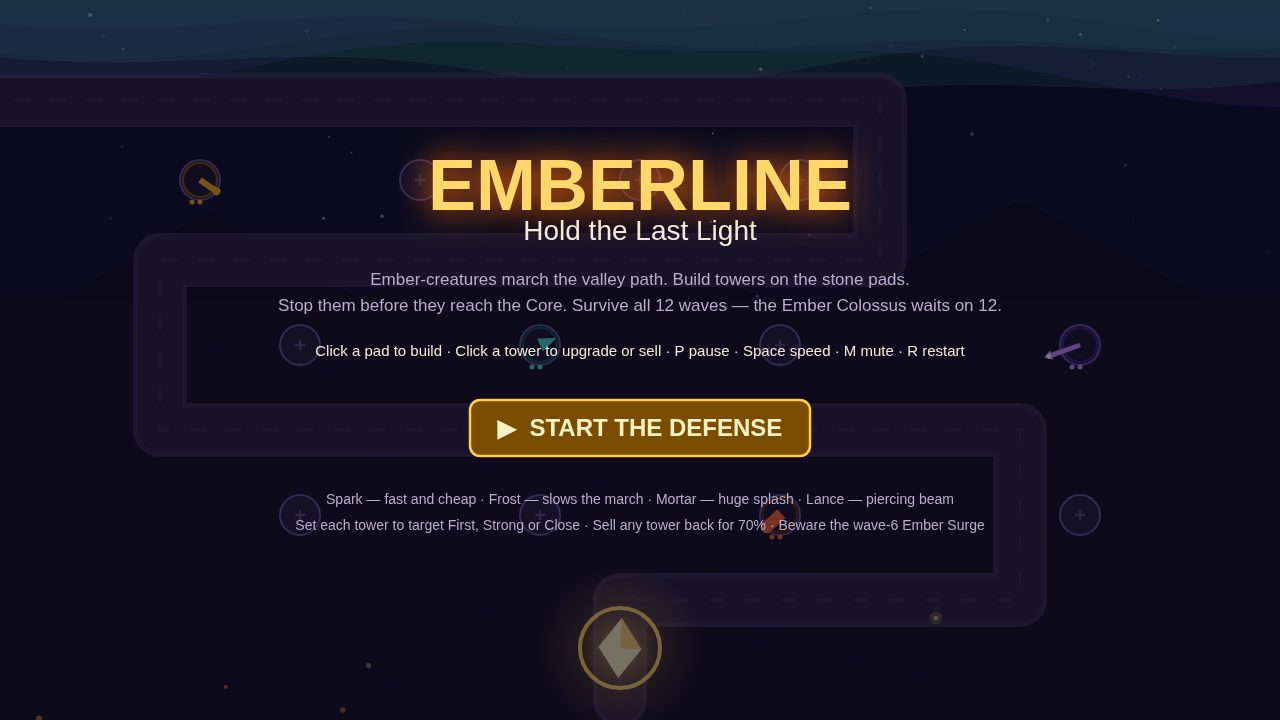 EMBERLINE
Hold the Last Light
Ember-creatures march the valley path. Build towers on the stone pads.
Stop them before they reach the Core. Survive all 12 waves — the Ember Colossus waits on 12.
Click a pad to build · Click a tower to upgrade or sell · P pause · Space speed · M mute · R restart
▶ START THE DEFENSE
Spark — fast and cheap · Frost — slows the march · Mortar — huge splash · Lance — piercing beam
Set each tower to target First, Strong or Close · Sell any tower back for 70% · Beware the wave-6 Ember Surge